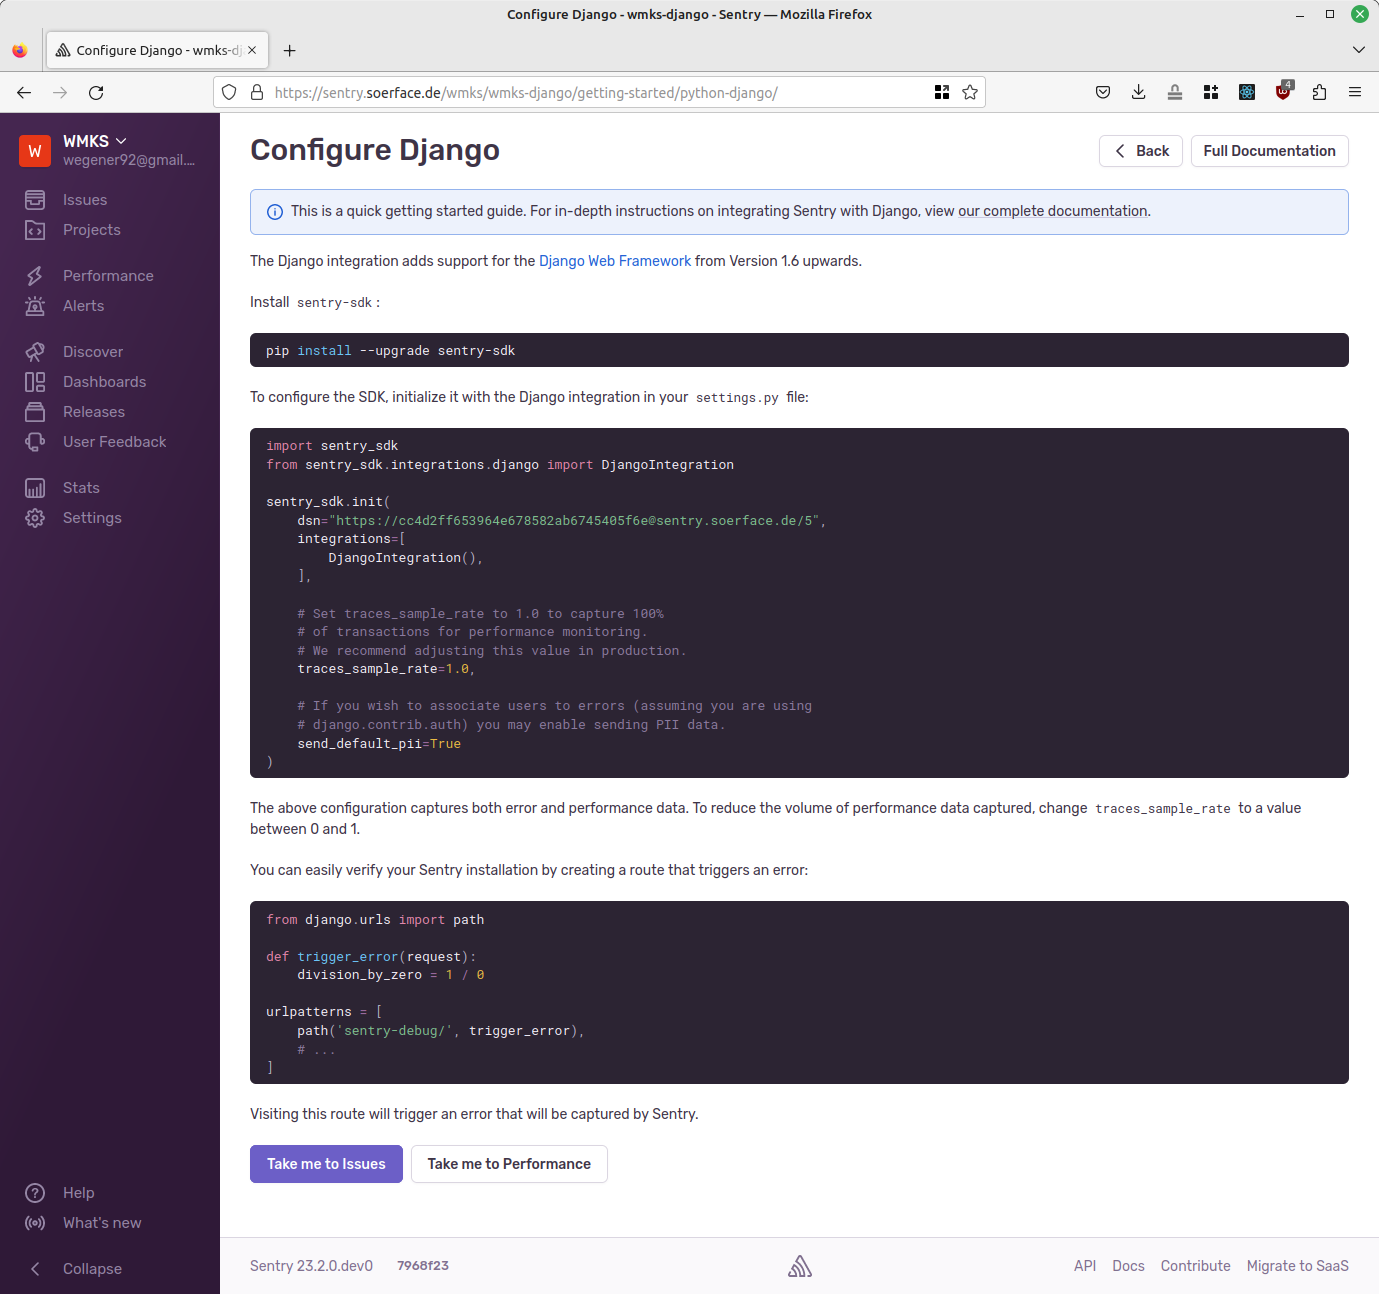 Configure Django - wmks-django - Sentry — Mozilla Firefox
Configure Django - wmks-dj
https://sentry.soerface.de/wmks/wmks-django/getting-started/python-django/
4
W
WMKS
wegener92@gmail....
Issues
Projects
Performance
Alerts
Discover
Dashboards
Releases
User Feedback
Stats
Settings
Help
What's new
Collapse
Configure Django
Back
Full Documentation
This is a quick getting started guide. For in-depth instructions on integrating Sentry with Django, view our complete documentation.
The Django integration adds support for the Django Web Framework from Version 1.6 upwards.
Install sentry-sdk:
pip install --upgrade sentry-sdk
To configure the SDK, initialize it with the Django integration in your settings.py file:
import sentry_sdk
from sentry_sdk.integrations.django import DjangoIntegration
sentry_sdk.init(
dsn="https://cc4d2ff653964e678582ab6745405f6e@sentry.soerface.de/5",
integrations=[
DjangoIntegration(),
],
# Set traces_sample_rate to 1.0 to capture 100%
# of transactions for performance monitoring.
# We recommend adjusting this value in production.
traces_sample_rate=1.0,
# If you wish to associate users to errors (assuming you are using
# django.contrib.auth) you may enable sending PII data.
send_default_pii=True
)
The above configuration captures both error and performance data. To reduce the volume of performance data captured, change traces_sample_rate to a value
between 0 and 1.
You can easily verify your Sentry installation by creating a route that triggers an error:
from django.urls import path
def trigger_error(request):
division_by_zero = 1 / 0
urlpatterns = [
path('sentry-debug/', trigger_error),
# ...
]
Visiting this route will trigger an error that will be captured by Sentry.
Take me to Issues
Take me to Performance
Sentry 23.2.0.dev0
7968f23
API
Docs
Contribute
Migrate to SaaS